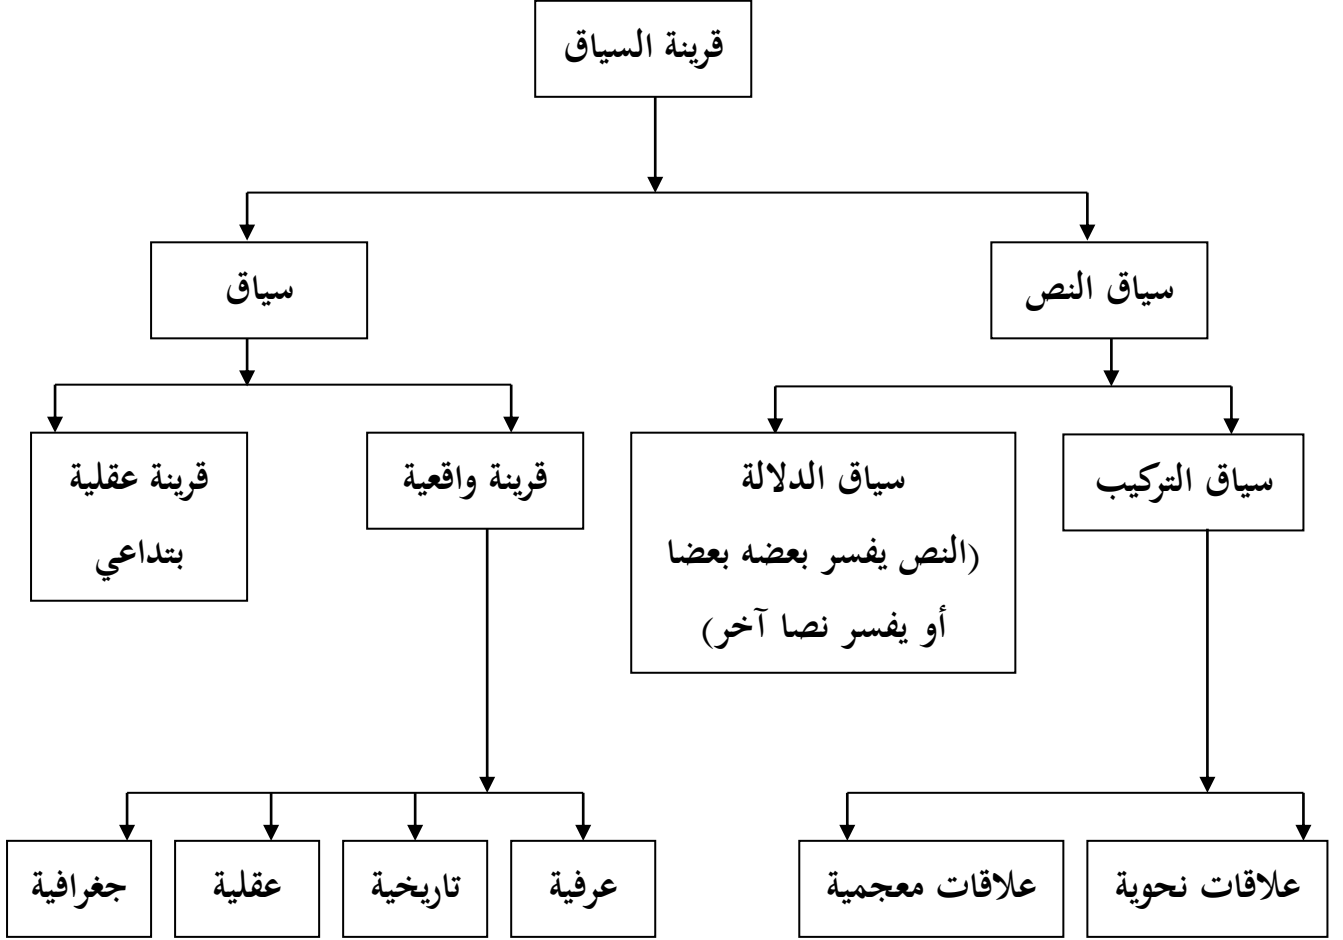 قرينة السياق
سياق النص
سياق
سياق التركيب
سياق الدلالة
(النص يفسر بعضه بعضا
أو يفسر نصا آخر)
قرينة واقعية
قرينة عقلية
بتداعي
علاقات نحوية
علاقات معجمية
عرفية
تاريخية
عقلية
جغرافية